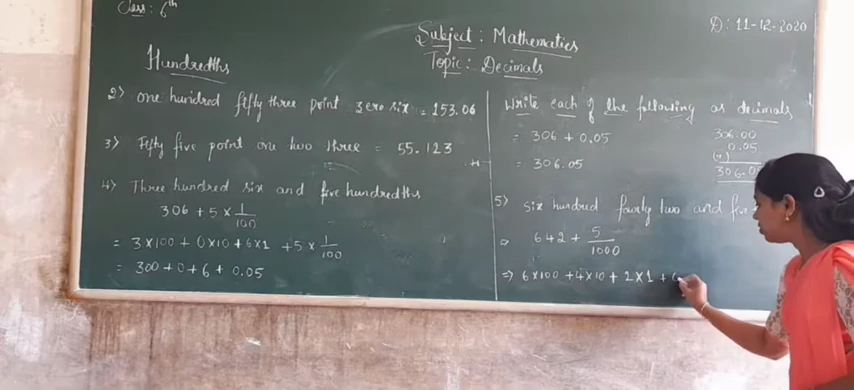 Class: 6th
D: 11-12-2020
Subject: Mathematics
Topic: Decimals
Hundredths
2) one hundred fifty three point zero six = 153.06
3) Fifty five point one two three = 55.123
4) Three hundred six and five hundredths
306 + 5 × 1/100
= 3×100 + 0×10 + 6×1 + 5 × 1/100
= 300 + 0 + 6 + 0.05
Write each of the following as decimals
= 306 + 0.05
= 306.05
306.00
0.05
(+)
306.0
5) Six hundred fourty two and five
⇒ 642 + 5/1000
⇒ 6×100 + 4×10 + 2×1 +